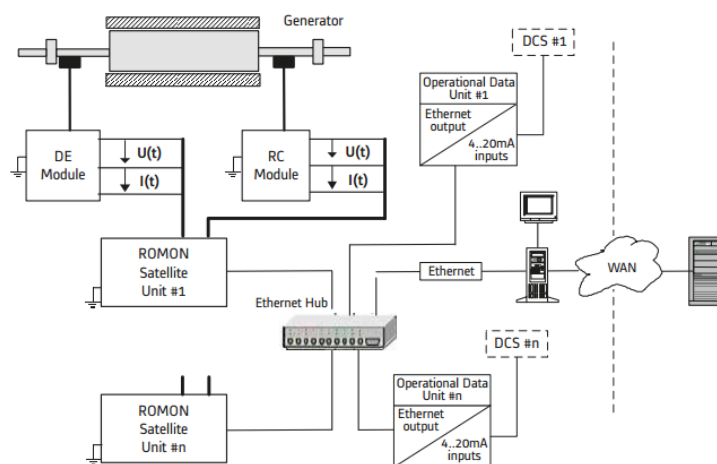 Generator
DCS #1
Operational Data
Unit #1
Ethernet
output
4..20mA
inputs
DE
Module
U(t)
I(t)
RC
Module
U(t)
I(t)
ROMON
Satellite
Unit #1
Ethernet
WAN
Ethernet Hub
DCS #n
ROMON
Satellite
Unit #n
Operational Data
Unit #n
Ethernet
output
4..20mA
inputs